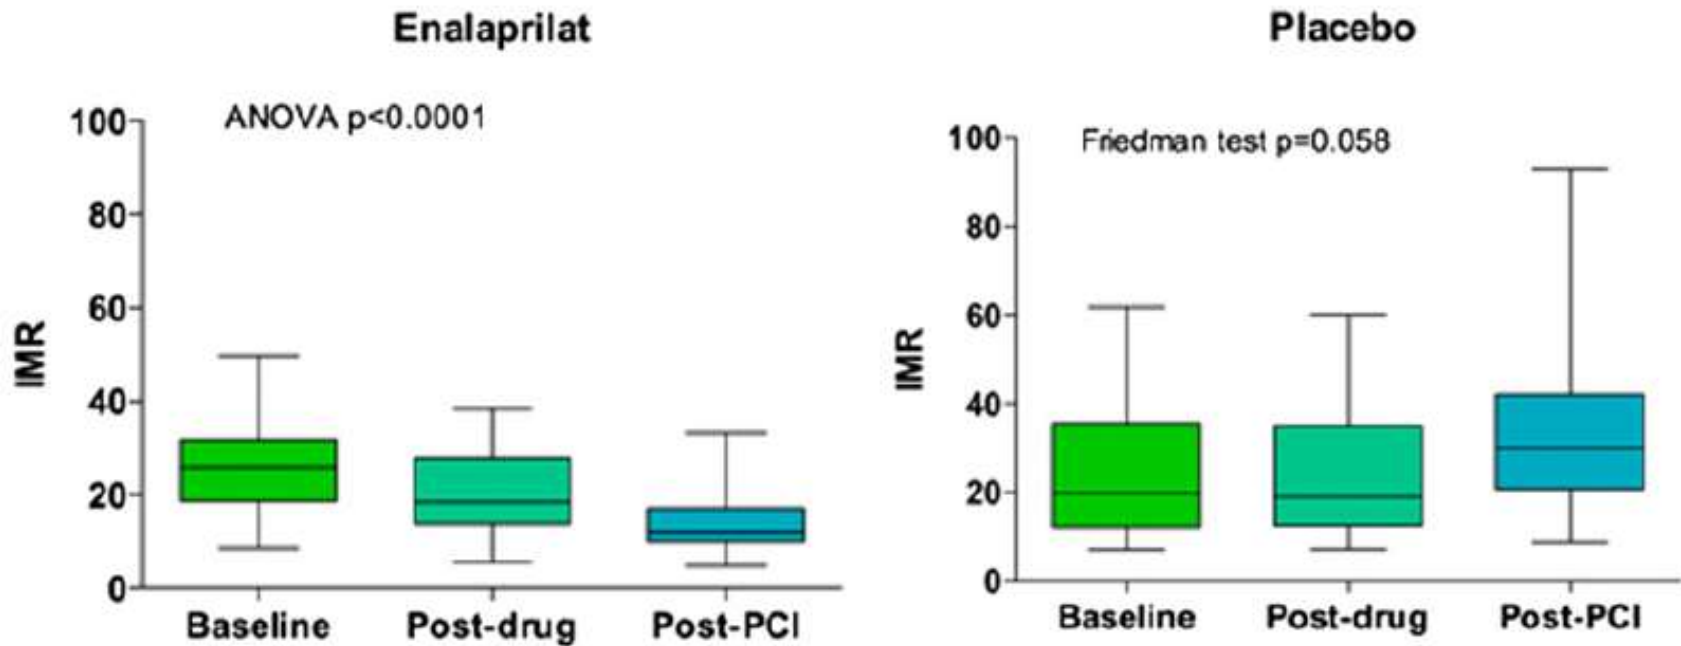 Enalaprilat
ANOVA p<0.0001
100
80
60
40
20
0
IMR
Baseline Post-drug Post-PCI
Placebo
Friedman test p=0.058
100
80
60
40
20
0
IMR
Baseline Post-drug Post-PCI